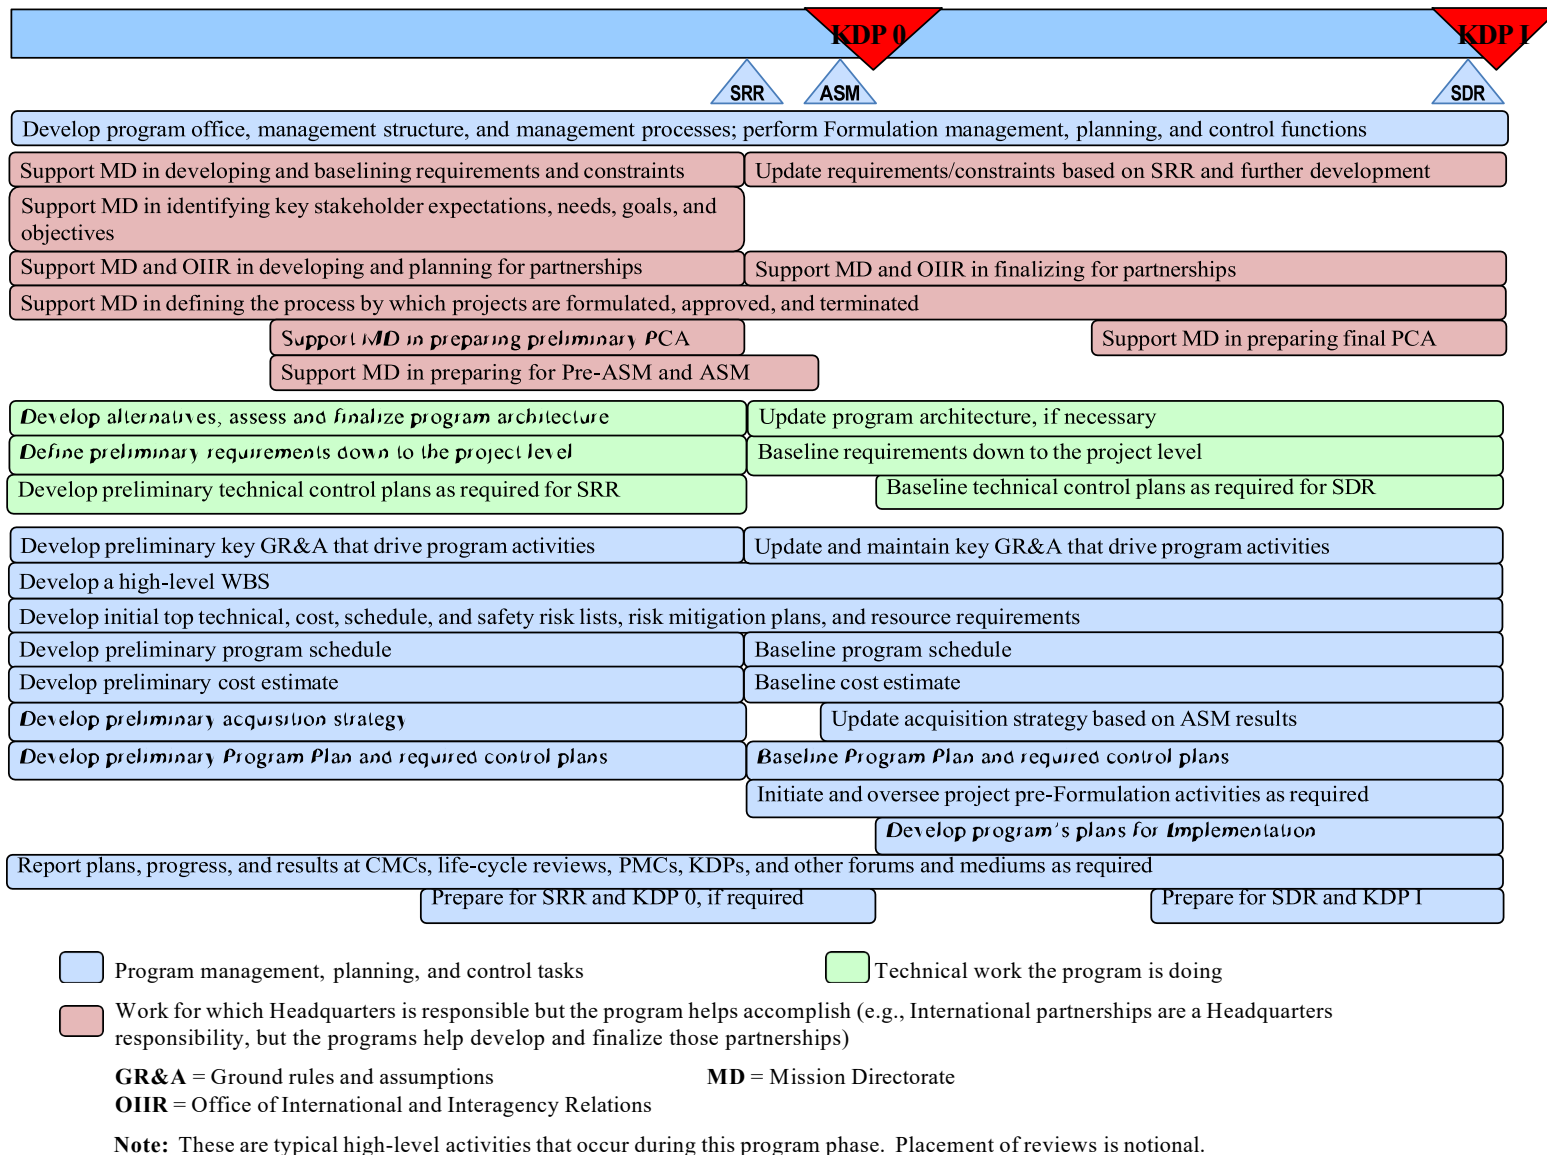 KDP 0
KDP I
SRR
ASM
SDR
Develop program office, management structure, and management processes; perform Formulation management, planning, and control functions
Support MD in developing and baselining requirements and constraints
Update requirements/constraints based on SRR and further development
Support MD in identifying key stakeholder expectations, needs, goals, and
objectives
Support MD and OIIR in developing and planning for partnerships
Support MD and OIIR in finalizing for partnerships
Support MD in defining the process by which projects are formulated, approved, and terminated
Support MD in preparing preliminary PCA
Support MD in preparing final PCA
Support MD in preparing for Pre-ASM and ASM
Develop alternatives, assess and finalize program architecture
Update program architecture, if necessary
Define preliminary requirements down to the project level
Baseline requirements down to the project level
Develop preliminary technical control plans as required for SRR
Baseline technical control plans as required for SDR
Develop preliminary key GR&A that drive program activities
Update and maintain key GR&A that drive program activities
Develop a high-level WBS
Develop initial top technical, cost, schedule, and safety risk lists, risk mitigation plans, and resource requirements
Develop preliminary program schedule
Baseline program schedule
Develop preliminary cost estimate
Baseline cost estimate
Develop preliminary acquisition strategy
Update acquisition strategy based on ASM results
Develop preliminary Program Plan and required control plans
Baseline Program Plan and required control plans
Initiate and oversee project pre-Formulation activities as required
Develop program's plans for Implementation
Report plans, progress, and results at CMCs, life-cycle reviews, PMCs, KDPs, and other forums and mediums as required
Prepare for SRR and KDP 0, if required
Prepare for SDR and KDP I
Program management, planning, and control tasks
Technical work the program is doing
Work for which Headquarters is responsible but the program helps accomplish (e.g., International partnerships are a Headquarters
responsibility, but the programs help develop and finalize those partnerships)
GR&A = Ground rules and assumptions
MD = Mission Directorate
OIIR = Office of International and Interagency Relations
Note: These are typical high-level activities that occur during this program phase. Placement of reviews is notional.